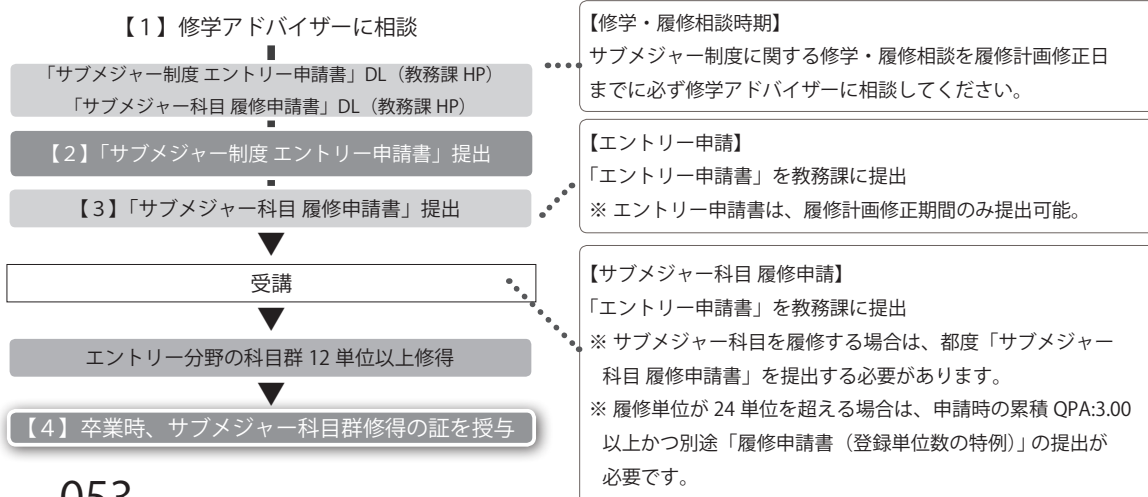 【1】修学アドバイザーに相談
「サブメジャー制度 エントリー申請書」DL（教務課 HP）
「サブメジャー科目 履修申請書」DL（教務課 HP）
【2】「サブメジャー制度 エントリー申請書」提出
【3】「サブメジャー科目 履修申請書」提出
受講
エントリー分野の科目群 12 単位以上修得
【4】卒業時、サブメジャー科目群修得の証を授与
【修学・履修相談時期】
サブメジャー制度に関する修学・履修相談を履修計画修正日
までに必ず修学アドバイザーに相談してください。
【エントリー申請】
「エントリー申請書」を教務課に提出
※ エントリー申請書は、履修計画修正期間のみ提出可能。
【サブメジャー科目 履修申請】
「エントリー申請書」を教務課に提出
※ サブメジャー科目を履修する場合は、都度「サブメジャー
科目 履修申請書」を提出する必要があります。
※ 履修単位が 24 単位を超える場合は、申請時の累積 QPA:3.00
以上かつ別途「履修申請書（登録単位数の特例）」の提出が
必要です。
053